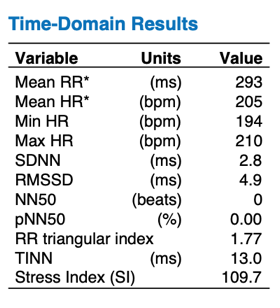 Time-Domain Results
Variable Units Value
Mean RR* (ms) 293
Mean HR* (bpm) 205
Min HR (bpm) 194
Max HR (bpm) 210
SDNN (ms) 2.8
RMSSD (ms) 4.9
NN50 (beats) 0
pNN50 (%) 0.00
RR triangular index 1.77
TINN (ms) 13.0
Stress Index (SI) 109.7